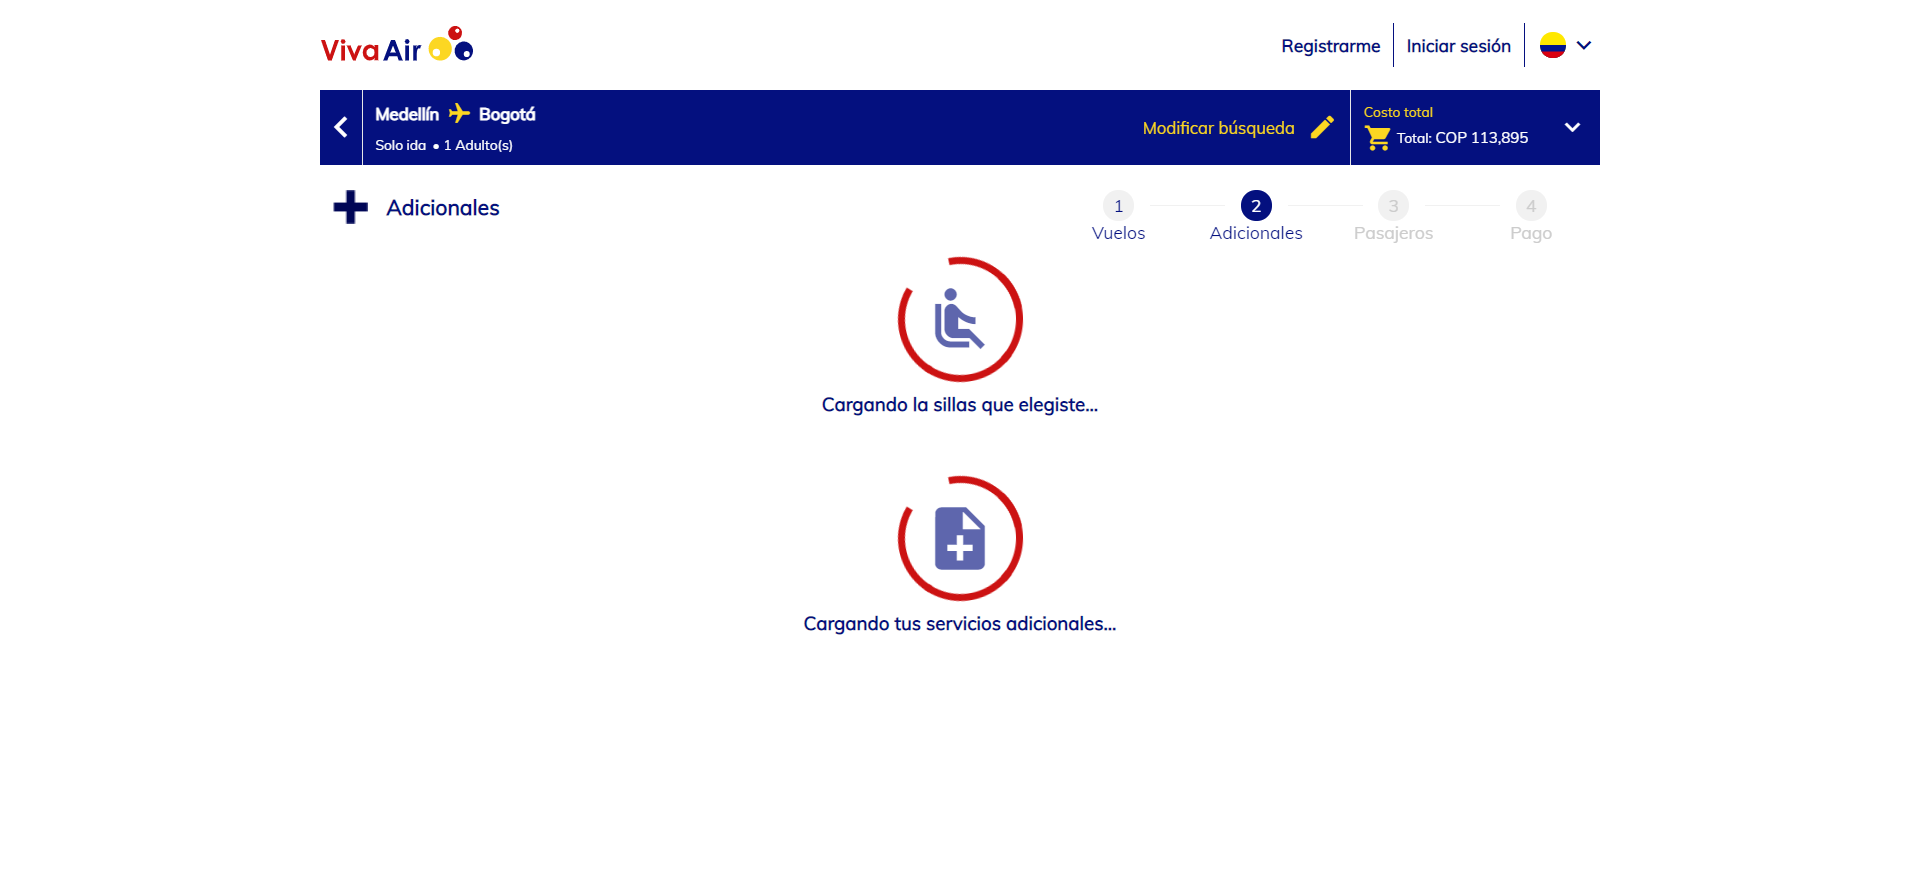 Viva Air
Registrarme
Iniciar sesión
Medellín Bogotá
Solo ida • 1 Adulto(s)
Modificar búsqueda
Costo total
Total: COP 113,895
Adicionales
1
Vuelos
2
Adicionales
3
Pasajeros
4
Pago
Cargando la sillas que elegiste...
Cargando tus servicios adicionales...